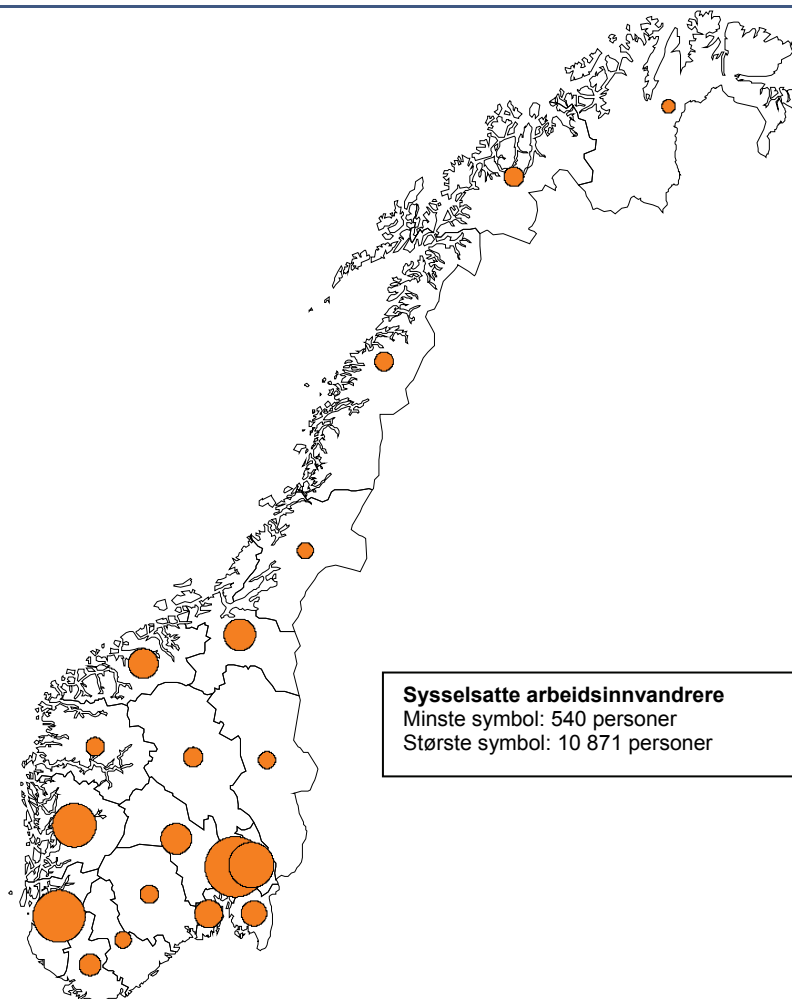 Sysselsatte arbeidsinnvandrere
Minste symbol: 540 personer
Største symbol: 10 871 personer